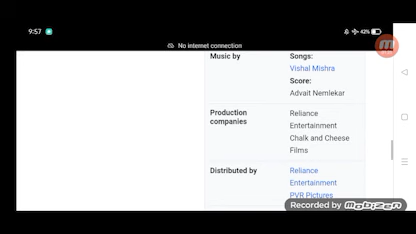 9:57
42%
No internet connection
Music by
Songs:
Vishal Mishra
Score:
Advait Nemlekar
Production
companies
Reliance
Entertainment
Chalk and Cheese
Films
Distributed by
Reliance
Entertainment
PVR Pictures
Recorded by
Mobizen